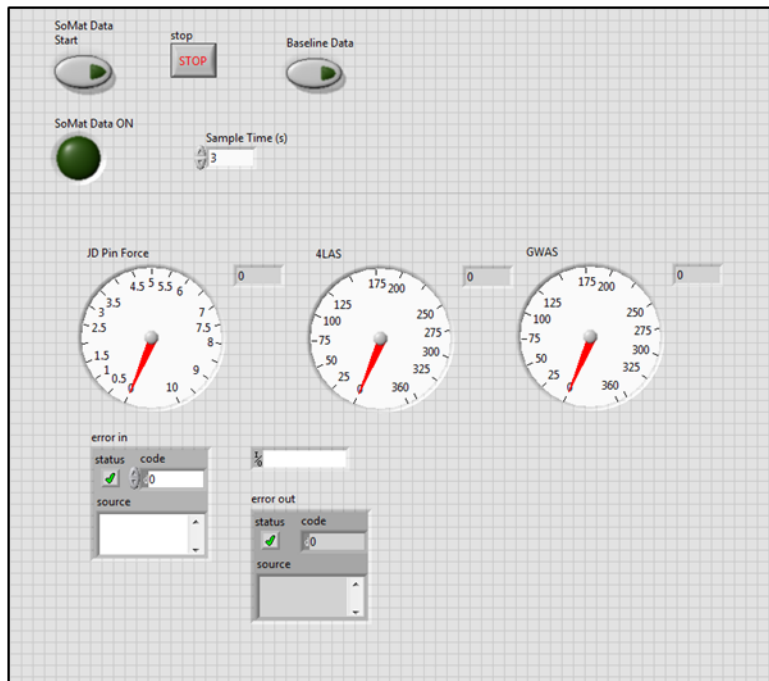 SoMat Data
Start
stop
STOP
Baseline Data
SoMat Data ON
Sample Time (s)
3
JD Pin Force
0
4LAS
0
GWAS
0
0 0.5 1 1.5 2.5 3 3.5 4.5 5 5.5 6 7 7.5 8 9 10
0 25 50 75 100 125 175 200 250 275 300 325 360
0 25 50 75 100 125 175 200 250 275 300 325 360
error in
status code
0
source
I/O
error out
status code
0
source